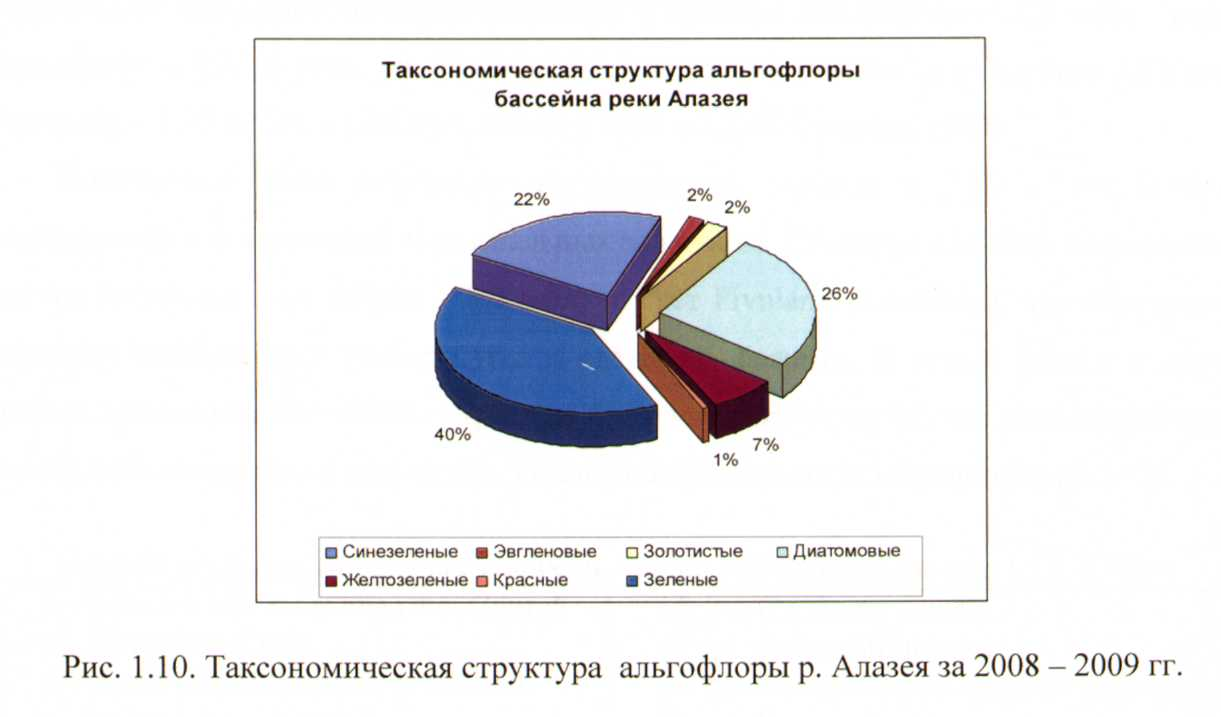 Таксономическая структура альгофлоры
бассейна реки Алазея
22%
2%
2%
26%
40%
7%
1%
Синезеленые Эвгленовые Золотистые Диатомовые
Желтозеленые Красные Зеленые
Рис. 1.10. Таксономическая структура альгофлоры р. Алазея за 2008 – 2009 гг.